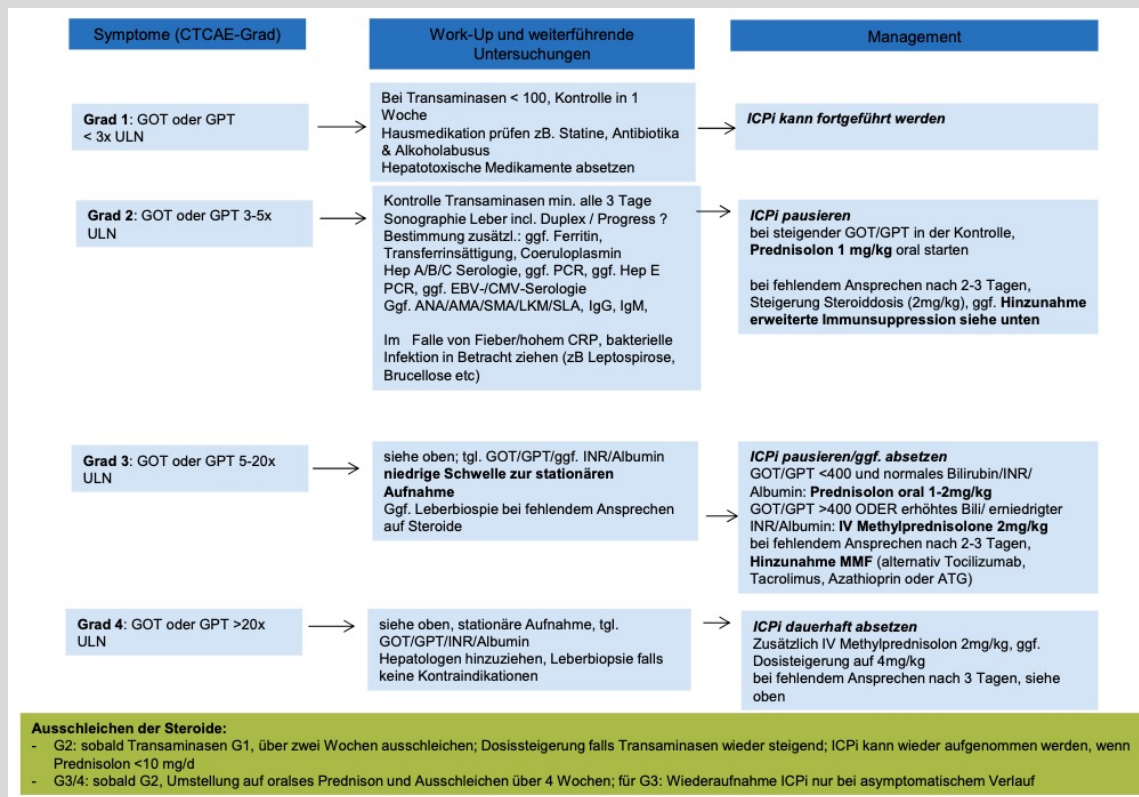 Symptome (CTCAE-Grad)
Work-Up und weiterführende
Untersuchungen
Management
Grad 1: GOT oder GPT
< 3x ULN
Bei Transaminasen < 100, Kontrolle in 1
Woche
Hausmedikation prüfen zB. Statine, Antibiotika
& Alkoholabusus
Hepatotoxische Medikamente absetzen
ICPi kann fortgeführt werden
Grad 2: GOT oder GPT 3-5x
ULN
Kontrolle Transaminasen min. alle 3 Tage
Sonographie Leber incl. Duplex / Progress ?
Bestimmung zusätzl.: ggf. Ferritin,
Transferrinsättigung, Coeruloplasmin
Hep A/B/C Serologie, ggf. PCR, ggf. Hep E
PCR, ggf. EBV-/CMV-Serologie
Ggf. ANA/AMA/SMA/LKM/SLA, IgG, IgM,
Im Falle von Fieber/hohem CRP, bakterielle
Infektion in Betracht ziehen (zB Leptospirose,
Brucellose etc)
ICPi pausieren
bei steigender GOT/GPT in der Kontrolle,
Prednisolon 1 mg/kg oral starten
bei fehlendem Ansprechen nach 2-3 Tagen,
Steigerung Steroiddosis (2mg/kg), ggf. Hinzunahme
erweiterte Immunsuppression siehe unten
Grad 3: GOT oder GPT 5-20x
ULN
siehe oben; tgl. GOT/GPT/ggf. INR/Albumin
niedrige Schwelle zur stationären
Aufnahme
Ggf. Leberbiospie bei fehlendem Ansprechen
auf Steroide
ICPi pausieren/ggf. absetzen
GOT/GPT <400 und normales Bilirubin/INR/
Albumin: Prednisolon oral 1-2mg/kg
GOT/GPT >400 ODER erhöhtes Bili/ erniedrigter
INR/Albumin: IV Methylprednisolone 2mg/kg
bei fehlendem Ansprechen nach 2-3 Tagen,
Hinzunahme MMF (alternativ Tocilizumab,
Tacrolimus, Azathioprin oder ATG)
Grad 4: GOT oder GPT >20x
ULN
siehe oben, stationäre Aufnahme, tgl.
GOT/GPT/INR/Albumin
Hepatologen hinzuziehen, Leberbiopsie falls
keine Kontraindikationen
ICPi dauerhaft absetzen
Zusätzlich IV Methylprednisolon 2mg/kg, ggf.
Dosisteigerung auf 4mg/kg
bei fehlendem Ansprechen nach 3 Tagen, siehe
oben
Ausschleichen der Steroide:
- G2: sobald Transaminasen G1, über zwei Wochen ausschleichen; Dosissteigerung falls Transaminasen wieder steigend; ICPi kann wieder aufgenommen werden, wenn
Prednisolon <10 mg/d
- G3/4: sobald G2, Umstellung auf oralses Prednison und Ausschleichen über 4 Wochen; für G3: Wiederaufnahme ICPi nur bei asymptomatischem Verlauf